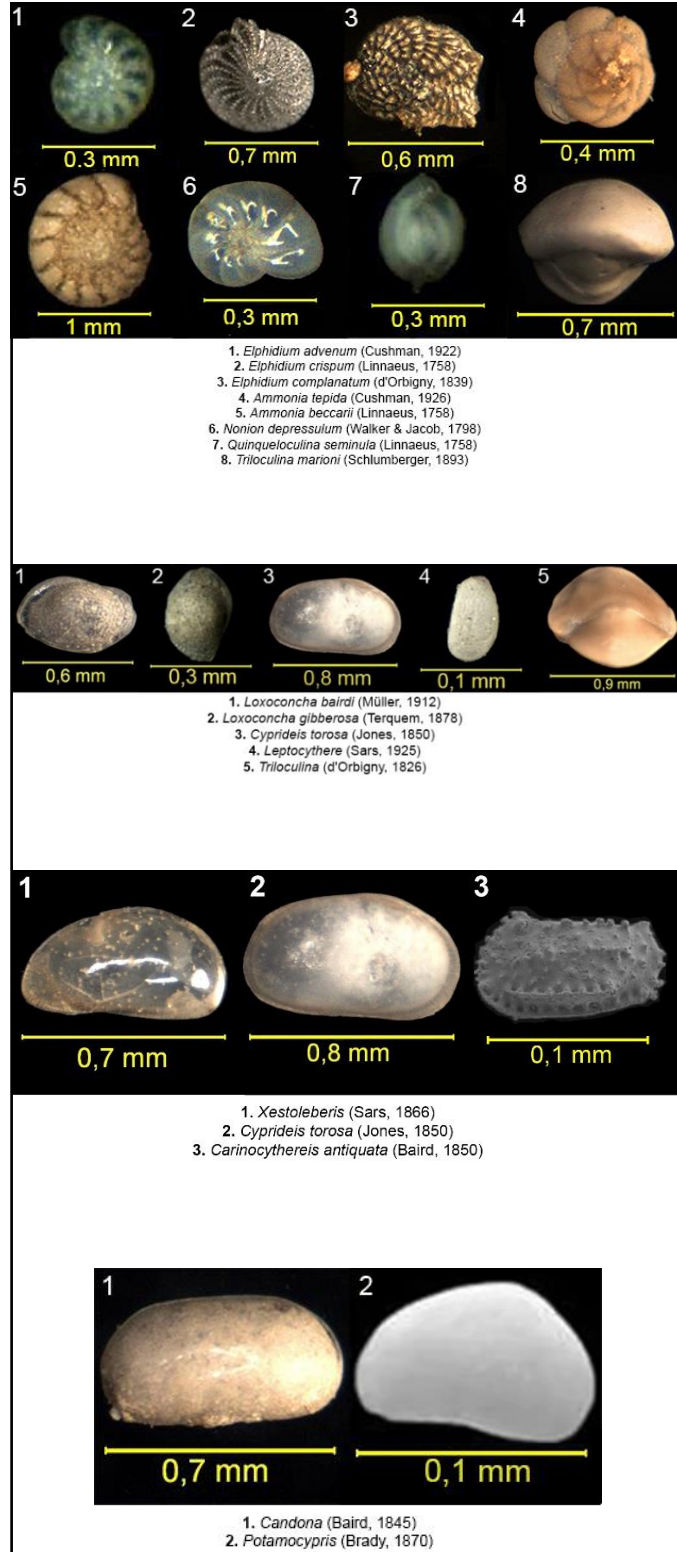 1 2 3 4
0.3 mm 0,7 mm 0,6 mm 0,4 mm
5 6 7 8
1 mm 0,3 mm 0,3 mm 0,7 mm
1. Elphidium advenum (Cushman, 1922)
2. Elphidium crispum (Linnaeus, 1758)
3. Elphidium complanatum (d'Orbigny, 1839)
4. Ammonia tepida (Cushman, 1926)
5. Ammonia beccarii (Linnaeus, 1758)
6. Nonion depressulum (Walker & Jacob, 1798)
7. Quinqueloculina seminula (Linnaeus, 1758)
8. Triloculina marioni (Schlumberger, 1893)
1 2 3 4 5
0,6 mm 0,3 mm 0,8 mm 0,1 mm 0,9 mm
1. Loxoconcha bairdi (Müller, 1912)
2. Loxoconcha gibberosa (Terquem, 1878)
3. Cyprideis torosa (Jones, 1850)
4. Leptocythere (Sars, 1925)
5. Triloculina (d'Orbigny, 1826)
1 2 3
0,7 mm 0,8 mm 0,1 mm
1. Xestoleberis (Sars, 1866)
2. Cyprideis torosa (Jones, 1850)
3. Carinocythereis antiquata (Baird, 1850)
1 2
0,7 mm 0,1 mm
1. Candona (Baird, 1845)
2. Potamocypris (Brady, 1870)